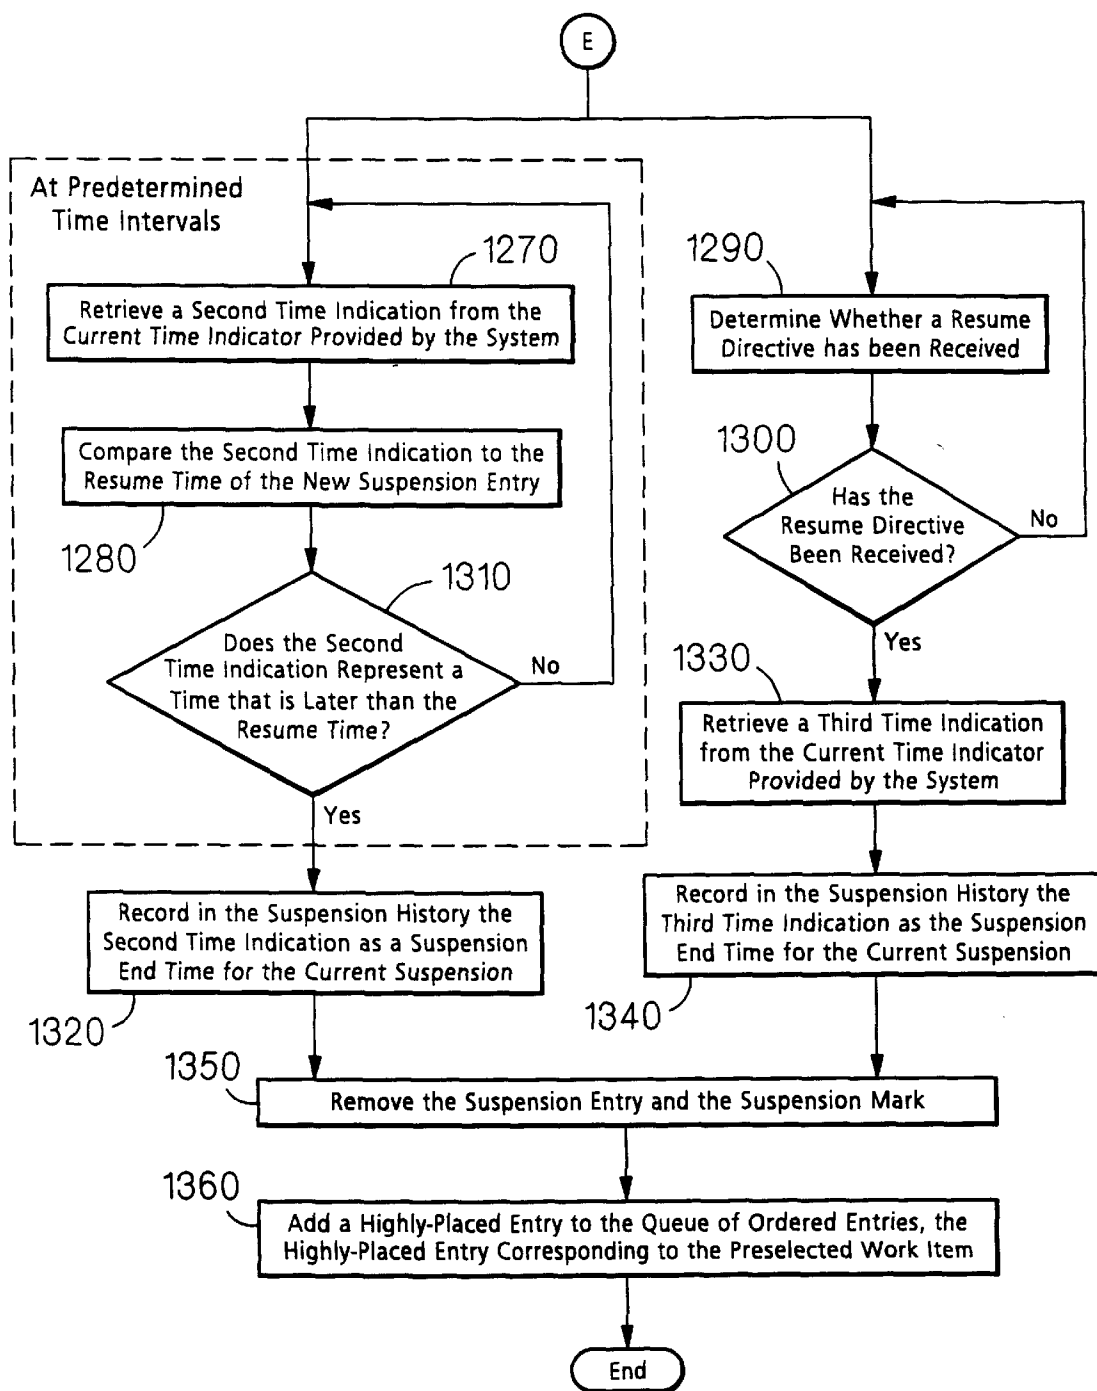 E
At Predetermined
Time Intervals
1270
Retrieve a Second Time Indication from the
Current Time Indicator Provided by the System
Compare the Second Time Indication to the
Resume Time of the New Suspension Entry
1280
1310
Does the Second
Time Indication Represent a
Time that is Later than the
Resume Time?
No
Yes
Record in the Suspension History the
Second Time Indication as a Suspension
End Time for the Current Suspension
1320
1290
Determine Whether a Resume
Directive has been Received
1300
Has the
Resume Directive
Been Received?
No
Yes
1330
Retrieve a Third Time Indication
from the Current Time Indicator
Provided by the System
Record in the Suspension History the
Third Time Indication as the Suspension
End Time for the Current Suspension
1340
1350
Remove the Suspension Entry and the Suspension Mark
1360
Add a Highly-Placed Entry to the Queue of Ordered Entries, the
Highly-Placed Entry Corresponding to the Preselected Work Item
End